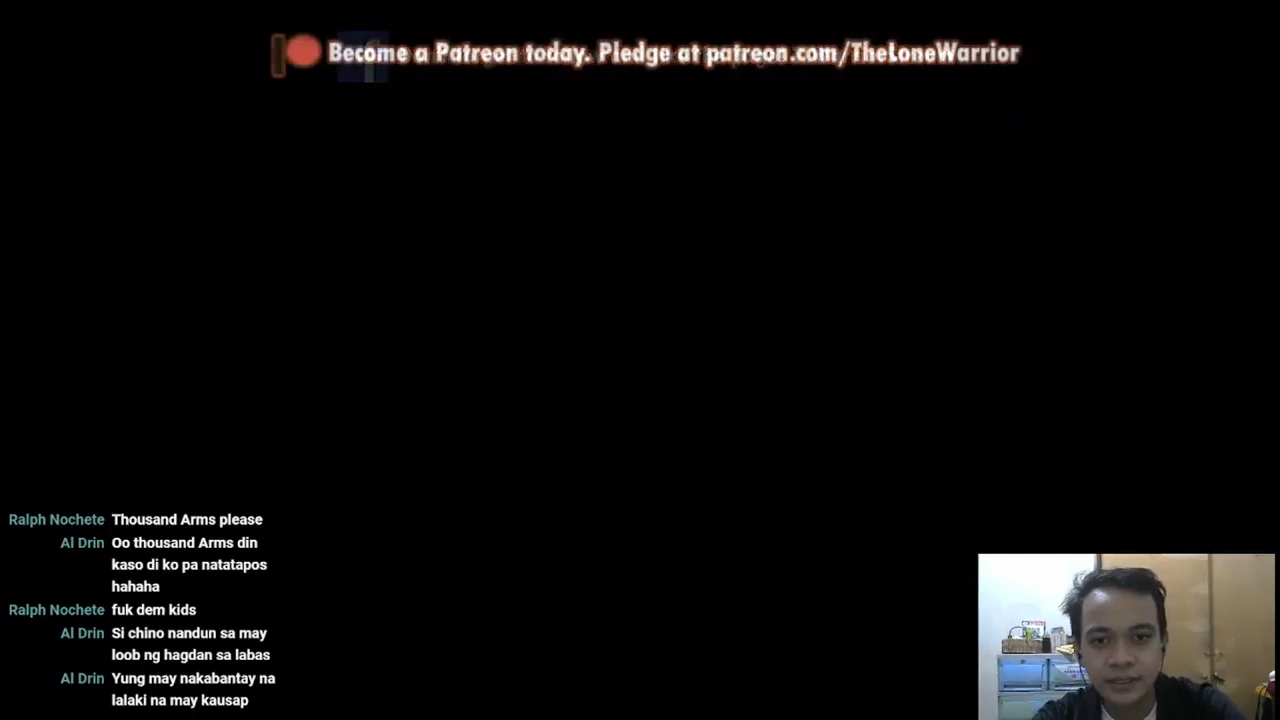 Become a Patreon today. Pledge at patreon.com/TheLoneWarrior
Ralph Nochete Thousand Arms please
Al Drin Oo thousand Arms din
kaso di ko pa natatapos
hahaha
Ralph Nochete fuk dem kids
Al Drin Si chino nandun sa may
loob ng hagdan sa labas
Al Drin Yung may nakabantay na
lalaki na may kausap